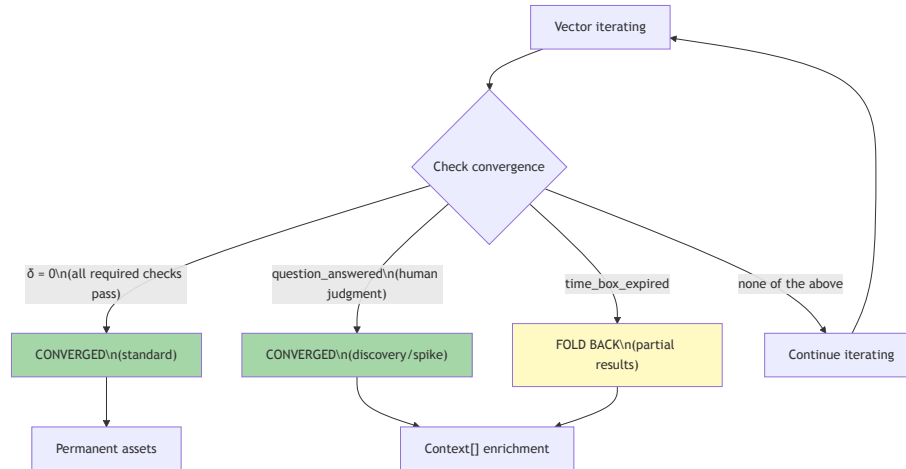 Vector iterating
Check convergence
δ = 0\n(all required checks
pass)
question_answered\n(human
judgment)
time_box_expired
none of the above
CONVERGED\n(standard)
CONVERGED\n(discovery/spike)
FOLD BACK\n(partial
results)
Continue iterating
Permanent assets
Context[] enrichment